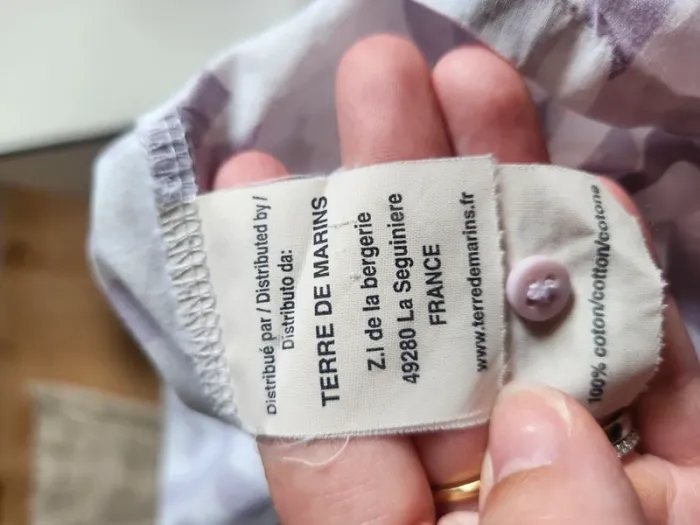 Distribué par / Distributed by /
Distributo da:
TERRE DE MARINS
Z.I de la bergerie
49280 La Seguiniere
FRANCE
www.terredemarins.fr
100% coton/cotton/cotone